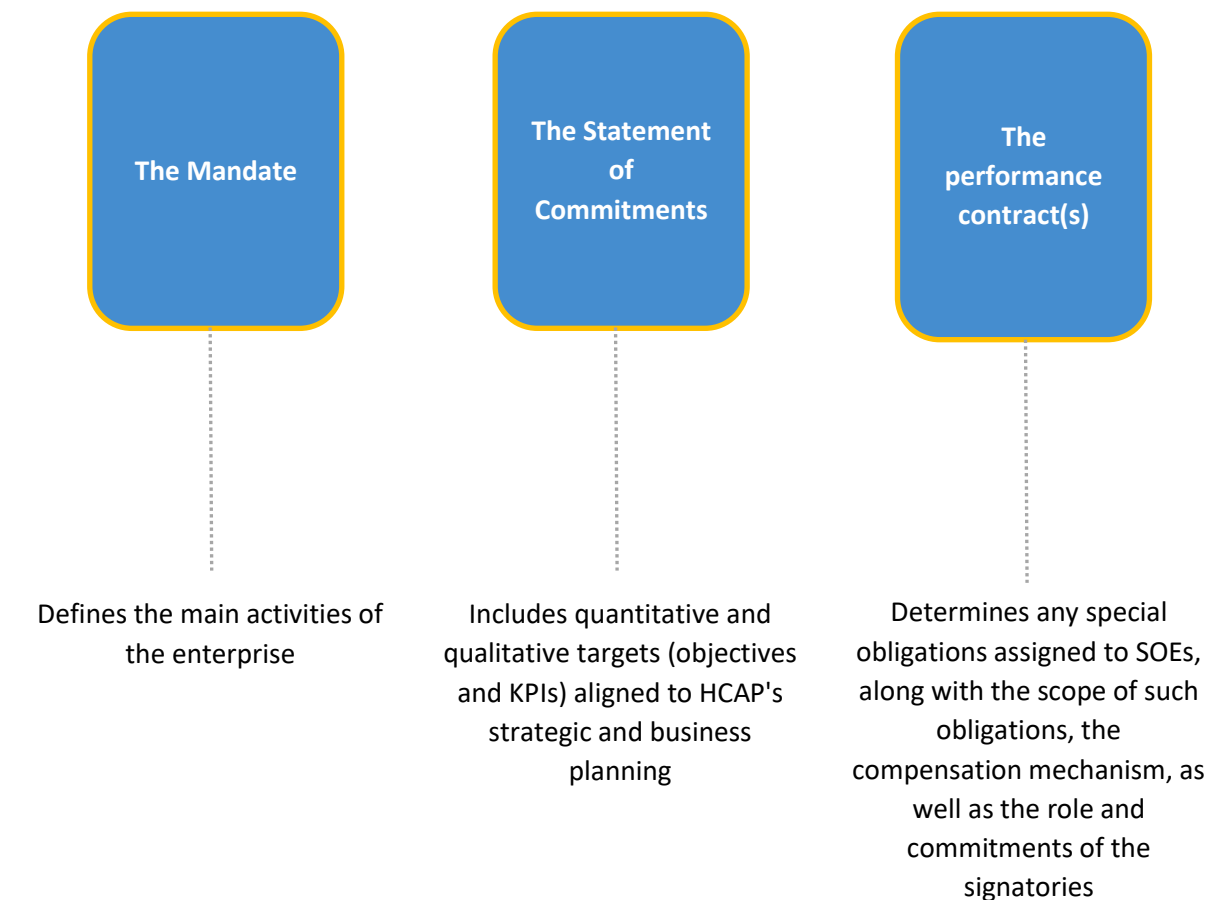 The Mandate
Defines the main activities of
the enterprise
The Statement
of
Commitments
Includes quantitative and
qualitative targets (objectives
and KPIs) aligned to HCAP's
strategic and business
planning
The
performance
contract(s)
Determines any special
obligations assigned to SOEs,
along with the scope of such
obligations, the
compensation mechanism, as
well as the role and
commitments of the
signatories